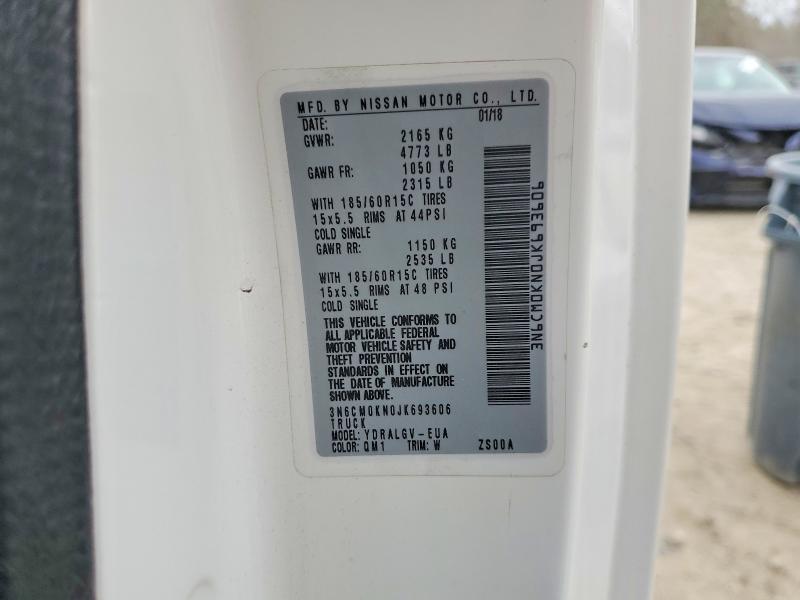 MFD. BY NISSAN MOTOR CO., LTD.
DATE: 01/18
GVWR: 2165 KG
4773 LB
GAWR FR: 1050 KG
2315 LB
WITH 185/60R15C TIRES
15x5.5 RIMS AT 44PSI
COLD SINGLE
GAWR RR: 1150 KG
2535 LB
WITH 185/60R15C TIRES
15x5.5 RIMS AT 48 PSI
COLD SINGLE
THIS VEHICLE CONFORMS TO
ALL APPLICABLE FEDERAL
MOTOR VEHICLE SAFETY AND
THEFT PREVENTION
STANDARDS IN EFFECT ON
THE DATE OF MANUFACTURE
SHOWN ABOVE.
3N6CM0KN0JK693606
TRUCK
MODEL: YDRALGV-EUA
COLOR: QM1 TRIM: W ZS00A
3N6CM0KN0JK693606